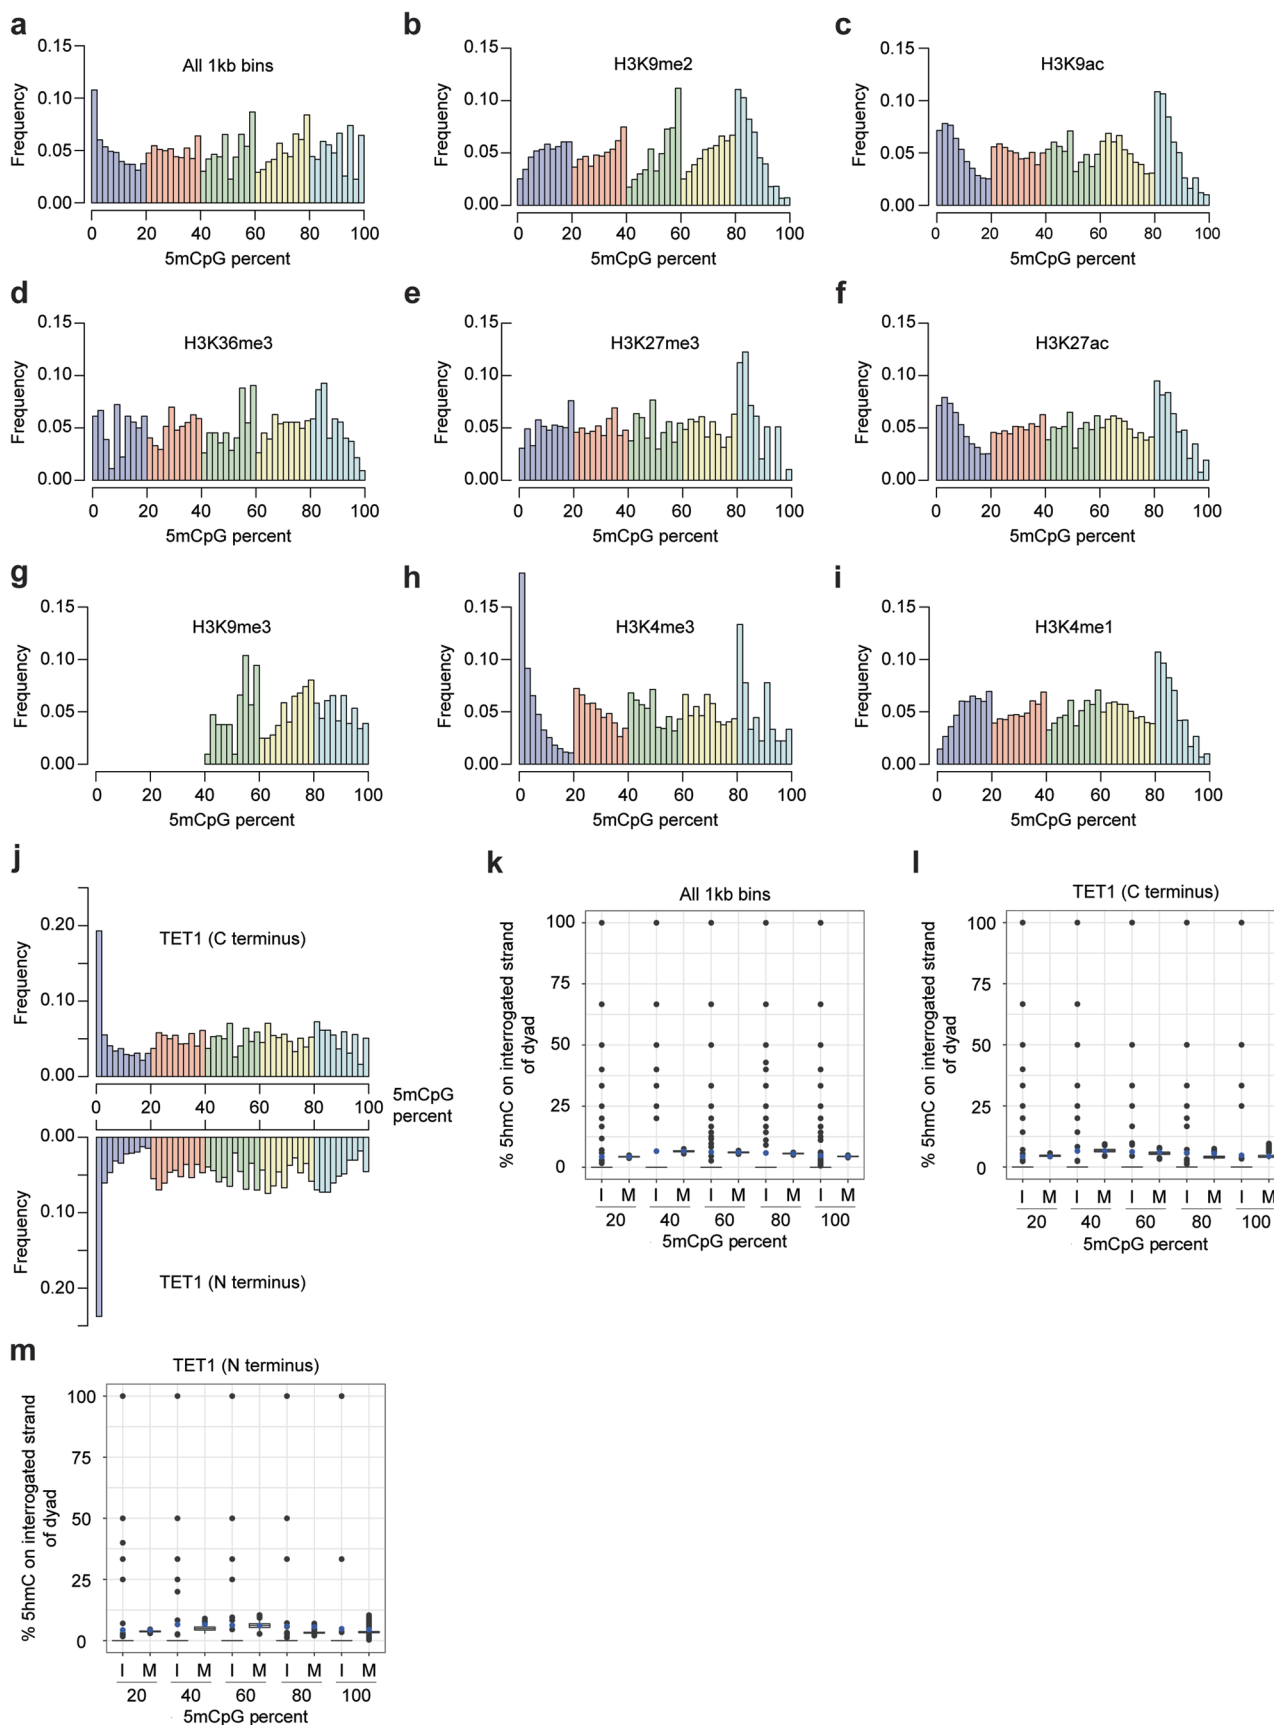 a
b
c
All 1kb bins
H3K9me2
H3K9ac
Frequency
0.15
0.10
0.05
0.00
0 20 40 60 80 100
5mCpG percent
Frequency
0.15
0.10
0.05
0.00
0 20 40 60 80 100
5mCpG percent
Frequency
0.15
0.10
0.05
0.00
0 20 40 60 80 100
5mCpG percent
d
e
f
H3K36me3
H3K27me3
H3K27ac
Frequency
0.15
0.10
0.05
0.00
0 20 40 60 80 100
5mCpG percent
Frequency
0.15
0.10
0.05
0.00
0 20 40 60 80 100
5mCpG percent
Frequency
0.15
0.10
0.05
0.00
0 20 40 60 80 100
5mCpG percent
g
h
i
H3K9me3
H3K4me3
H3K4me1
Frequency
0.15
0.10
0.05
0.00
0 20 40 60 80 100
5mCpG percent
Frequency
0.15
0.10
0.05
0.00
0 20 40 60 80 100
5mCpG percent
Frequency
0.15
0.10
0.05
0.00
0 20 40 60 80 100
5mCpG percent
j
TET1 (C terminus)
Frequency
0.20
0.10
0.00
0 20 40 60 80 100
5mCpG
percent
0.00
0.10
0.20
Frequency
TET1 (N terminus)
k
All 1kb bins
% 5hmC on interrogated strand
of dyad
100
75
50
25
0
I M I M I M I M I M
20 40 60 80 100
5mCpG percent
l
TET1 (C terminus)
% 5hmC on interrogated strand
of dyad
100
75
50
25
0
I M I M I M I M I M
20 40 60 80 100
5mCpG percent
m
TET1 (N terminus)
% 5hmC on interrogated strand
of dyad
100
75
50
25
0
I M I M I M I M I M
20 40 60 80 100
5mCpG percent